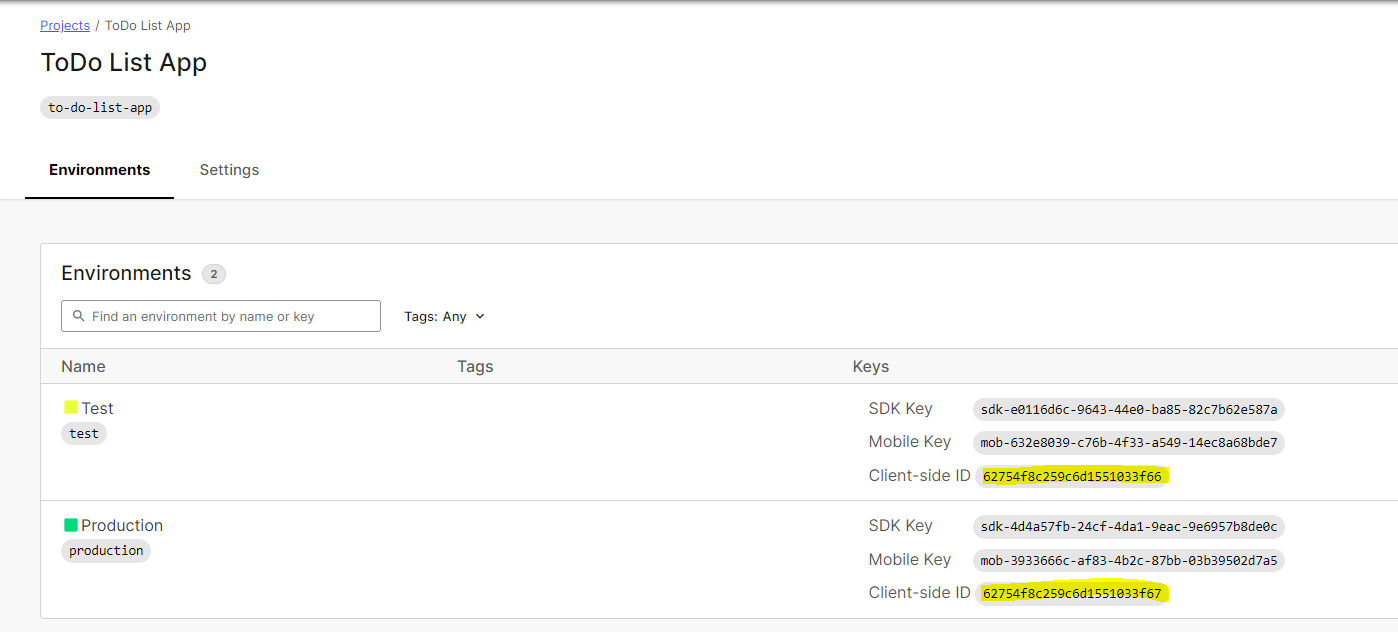 Projects / ToDo List App
ToDo List App
to-do-list-app
Environments Settings
Environments 2
Find an environment by name or key Tags: Any
Name Tags Keys
Test SDK Key sdk-e0116d6c-9643-44e0-ba85-82c7b62e587a
test Mobile Key mob-632e8039-c76b-4f33-a549-14ec8a68bde7
Client-side ID 62754f8c259c6d1551033f66
Production SDK Key sdk-4d4a57fb-24cf-4da1-9eac-9e6957b8de0c
production Mobile Key mob-3933666c-af83-4b2c-87bb-03b39502d7a5
Client-side ID 62754f8c259c6d1551033f67